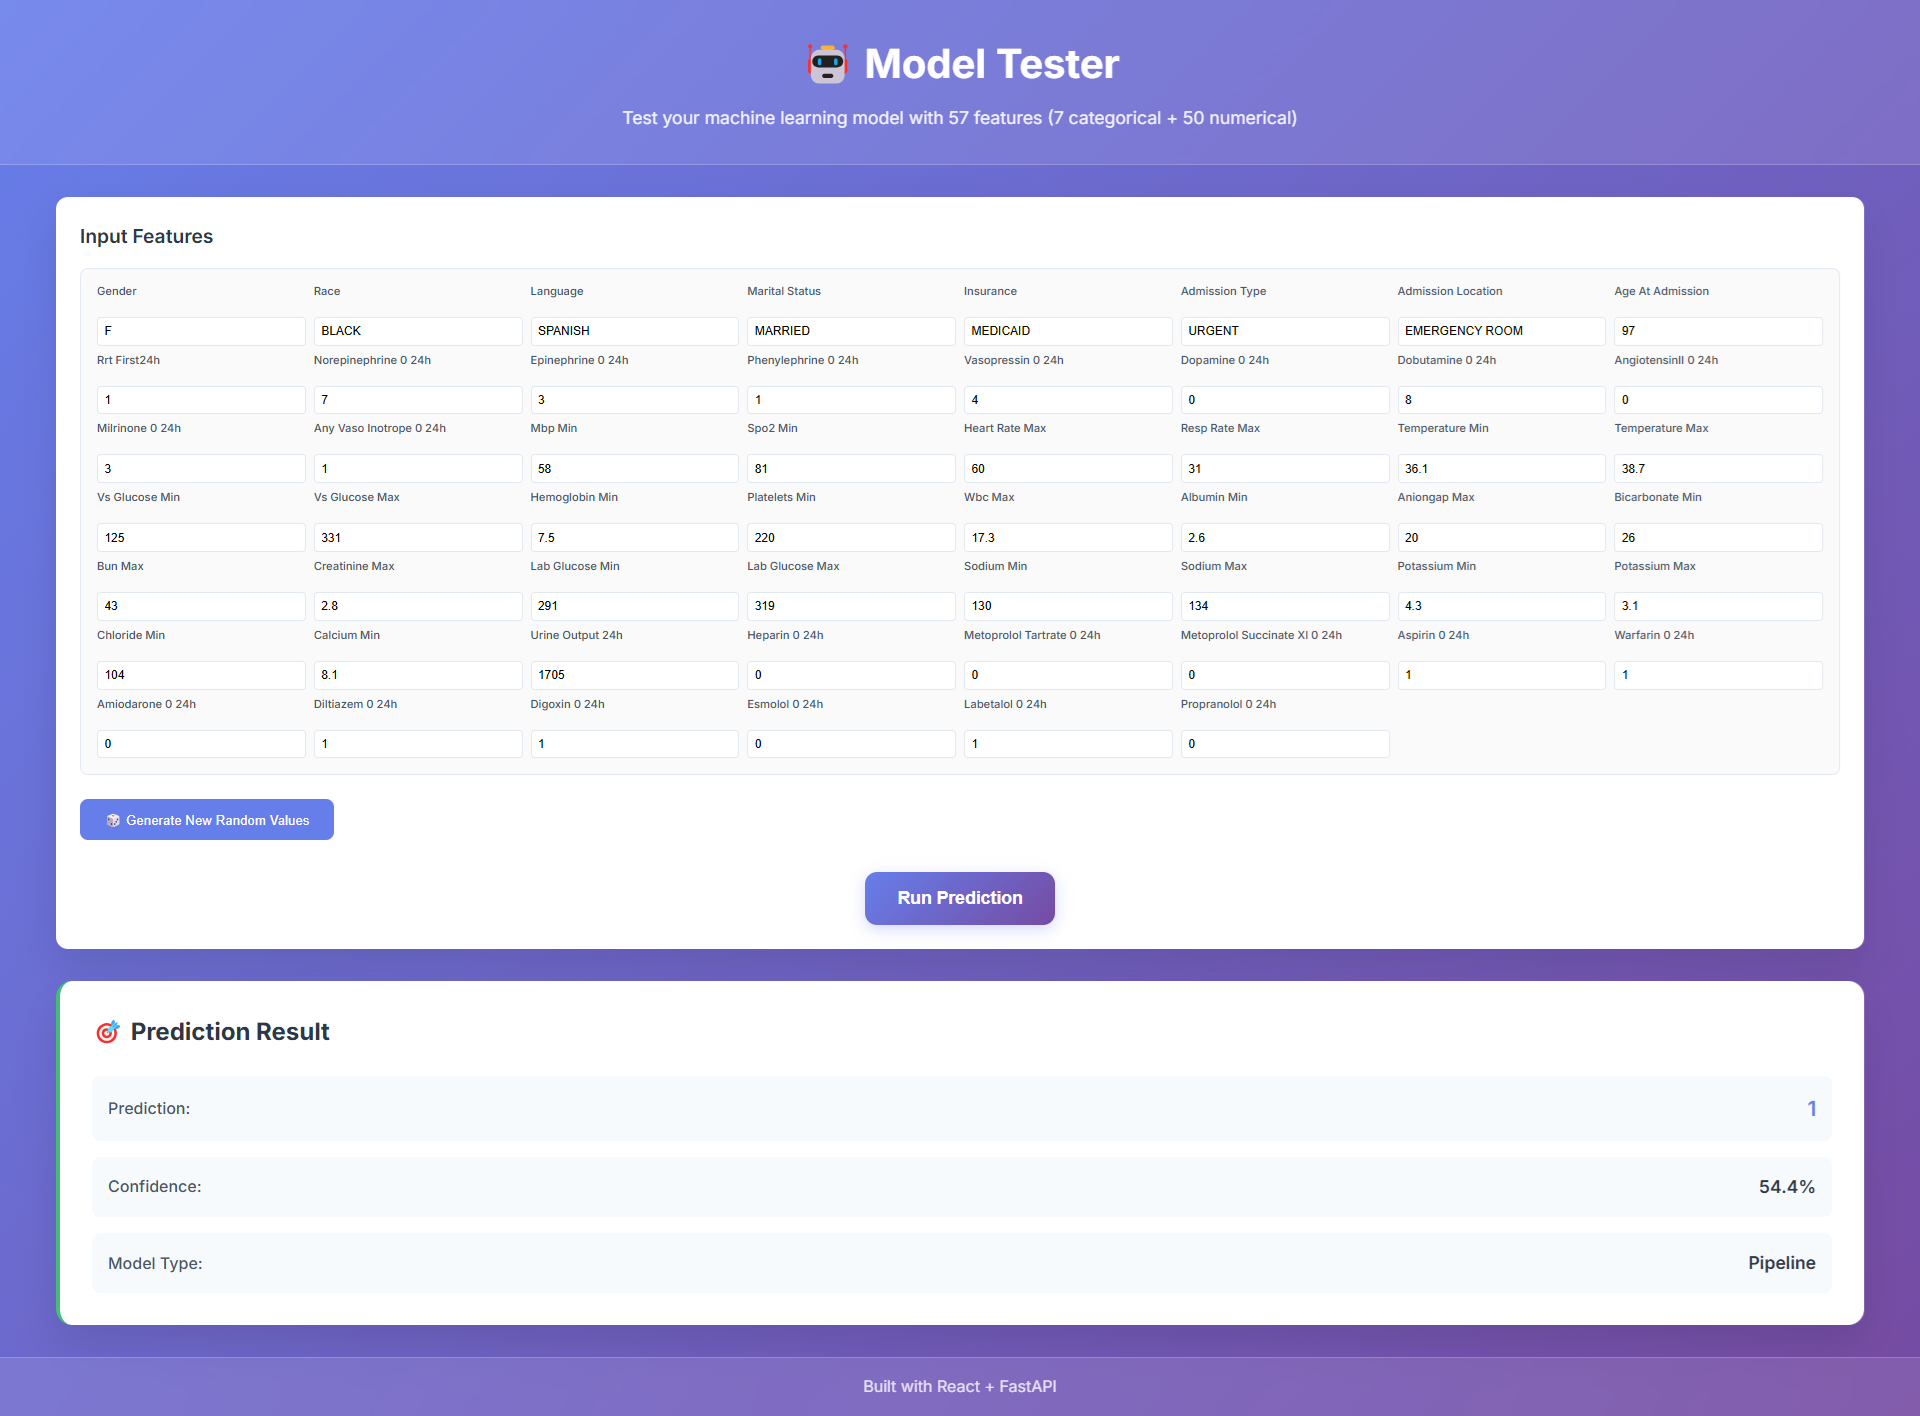 Model Tester
Test your machine learning model with 57 features (7 categorical + 50 numerical)
Input Features
Gender Race Language Marital Status Insurance Admission Type Admission Location Age At Admission
F BLACK SPANISH MARRIED MEDICAID URGENT EMERGENCY ROOM 97
Rrt First24h Norepinephrine 0 24h Epinephrine 0 24h Phenylephrine 0 24h Vasopressin 0 24h Dopamine 0 24h Dobutamine 0 24h AngiotensinII 0 24h
1 7 3 1 4 0 8 0
Milrinone 0 24h Any Vaso Inotrope 0 24h Mbp Min Spo2 Min Heart Rate Max Resp Rate Max Temperature Min Temperature Max
3 1 58 81 60 31 36.1 38.7
Vs Glucose Min Vs Glucose Max Hemoglobin Min Platelets Min Wbc Max Albumin Min Aniongap Max Bicarbonate Min
125 331 7.5 220 17.3 2.6 20 26
Bun Max Creatinine Max Lab Glucose Min Lab Glucose Max Sodium Min Sodium Max Potassium Min Potassium Max
43 2.8 291 319 130 134 4.3 3.1
Chloride Min Calcium Min Urine Output 24h Heparin 0 24h Metoprolol Tartrate 0 24h Metoprolol Succinate Xl 0 24h Aspirin 0 24h Warfarin 0 24h
104 8.1 1705 0 0 0 1 1
Amiodarone 0 24h Diltiazem 0 24h Digoxin 0 24h Esmolol 0 24h Labetalol 0 24h Propranolol 0 24h
0 1 1 0 1 0
Generate New Random Values
Run Prediction
Prediction Result
Prediction: 1
Confidence: 54.4%
Model Type: Pipeline
Built with React + FastAPI